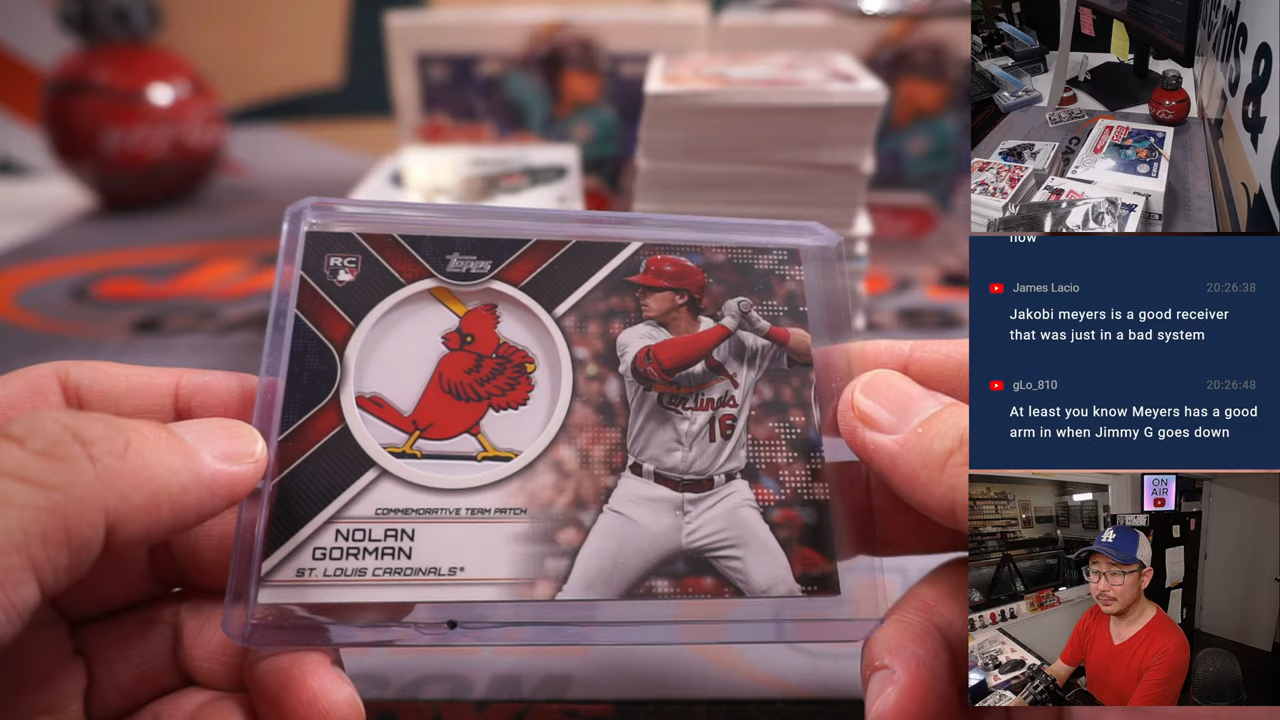 RC
Topps
Cardinals
16
COMMEMORATIVE TEAM PATCH
NOLAN
GORMAN
ST. LOUIS CARDINALS®
&
now
James Lacio
20:26:38
Jakobi meyers is a good receiver
that was just in a bad system
gLo_810
20:26:48
At least you know Meyers has a good
arm in when Jimmy G goes down
ON
AIR
LA